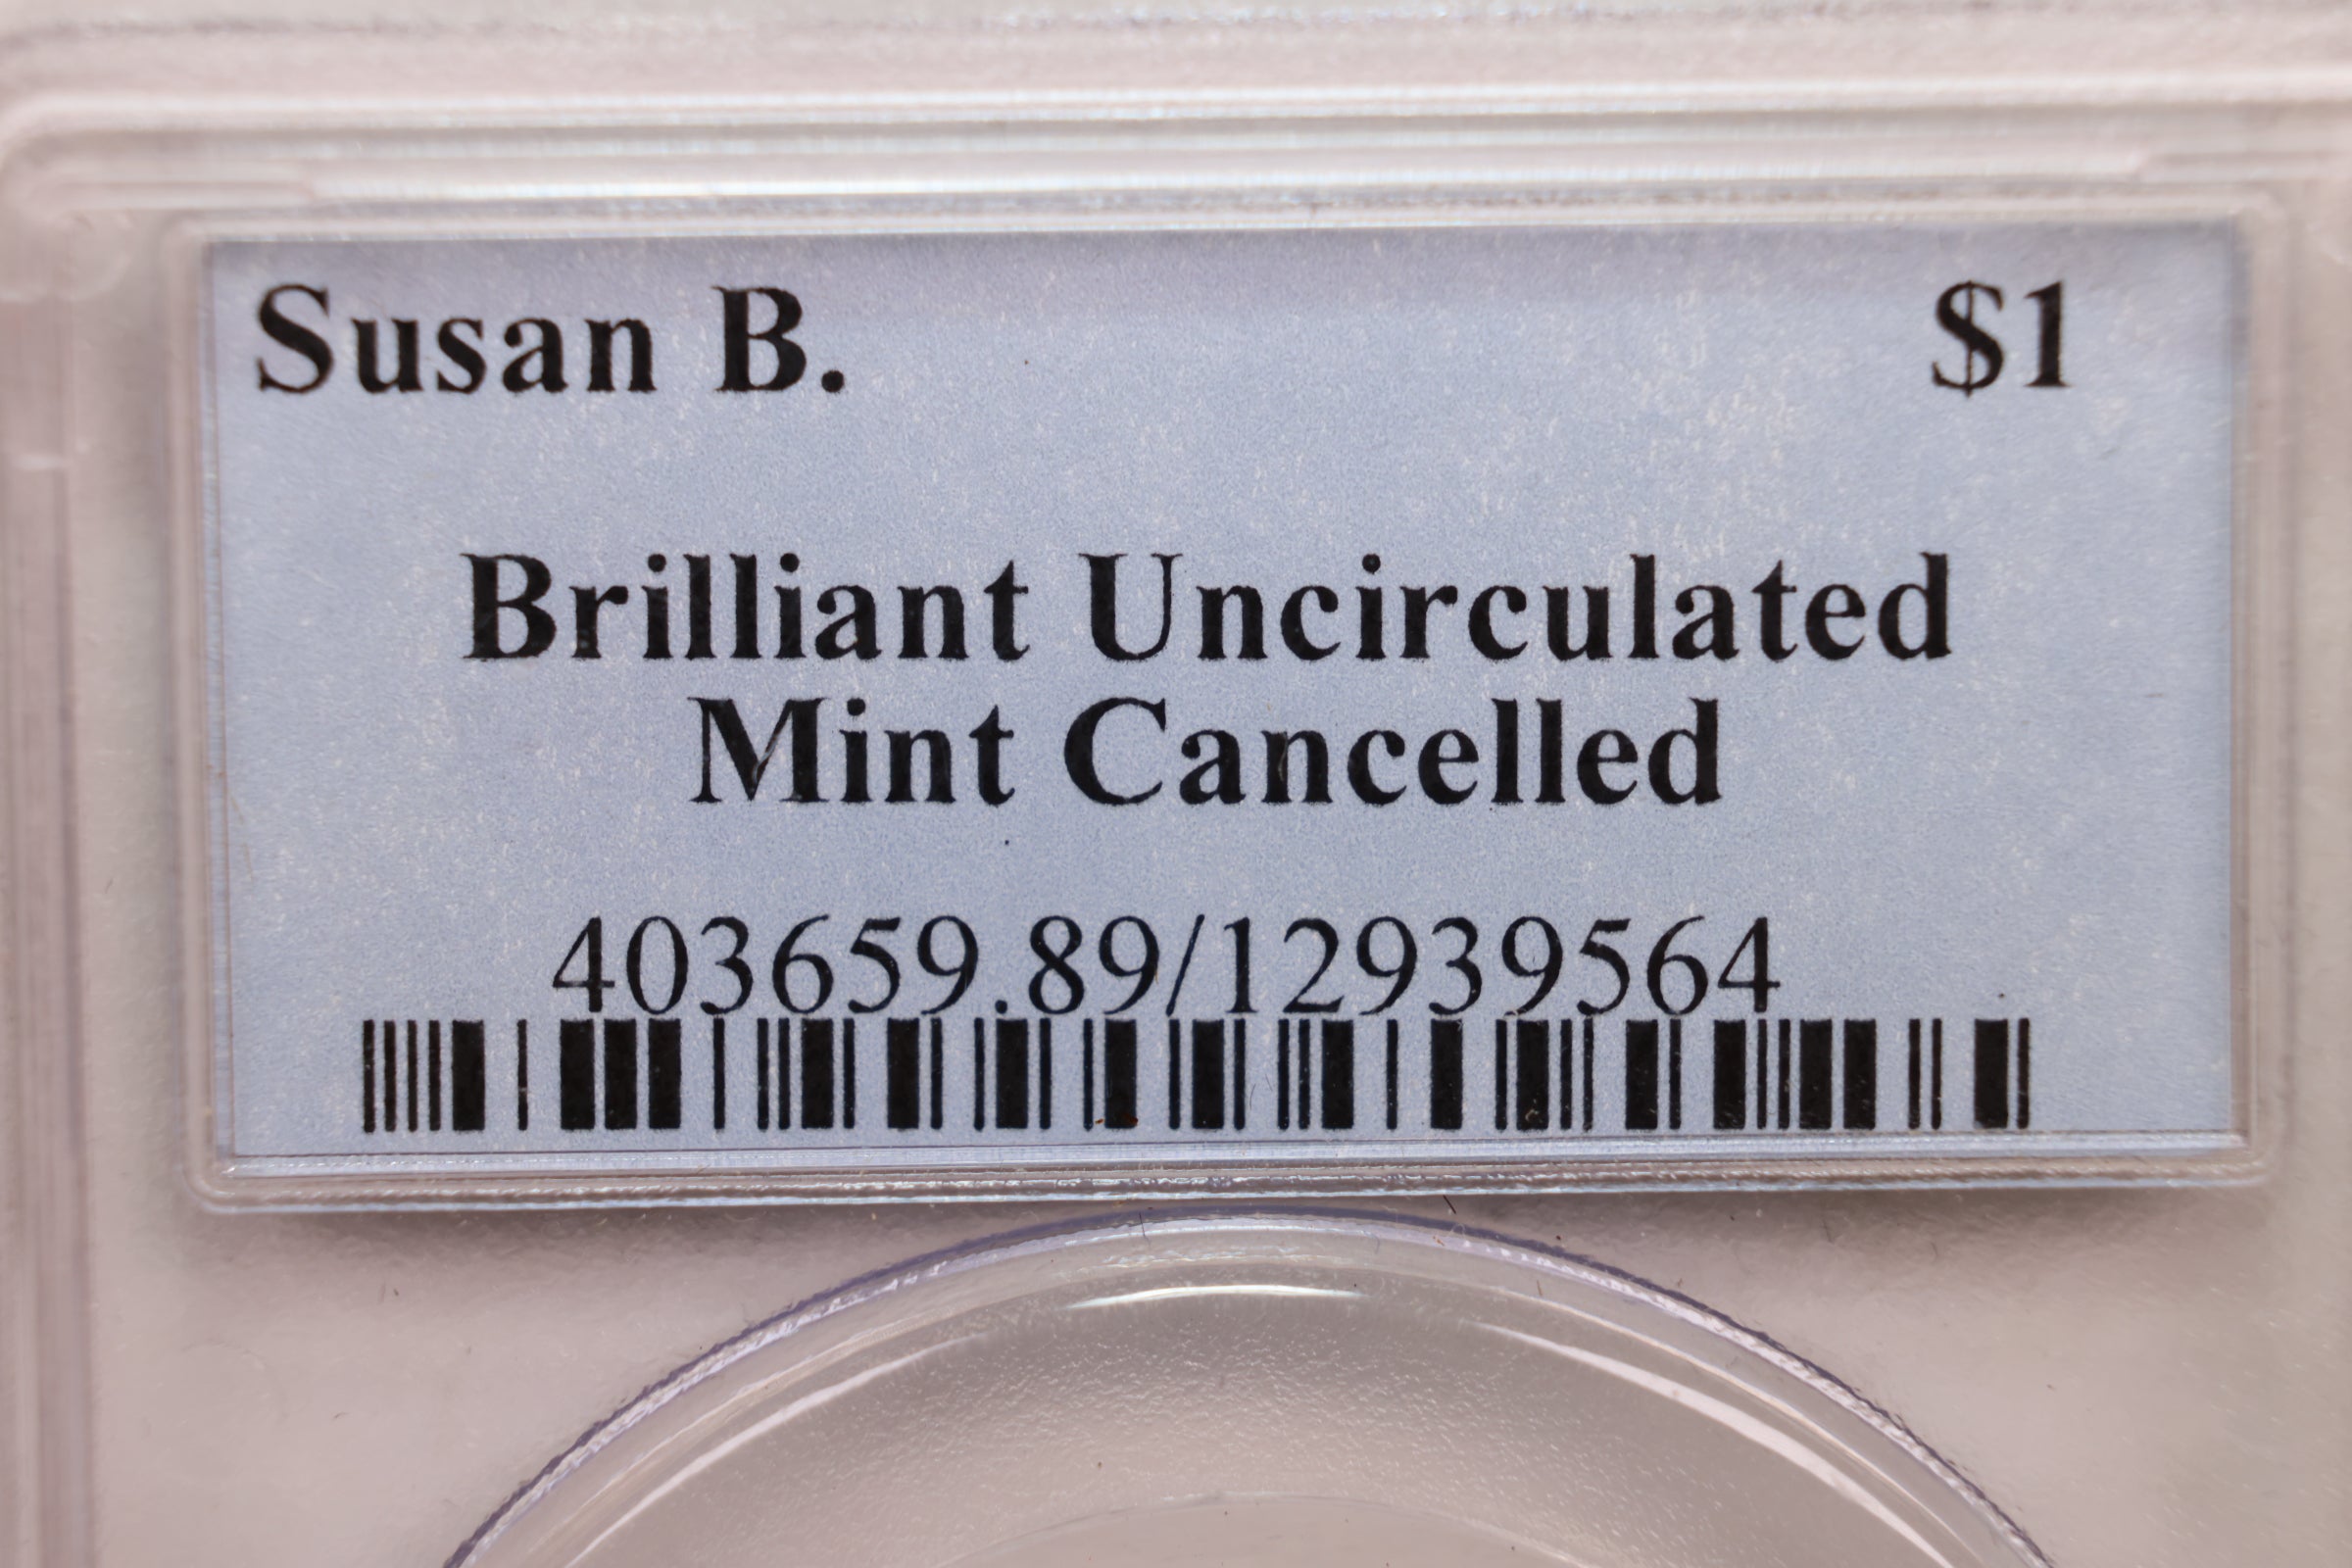 Susan B. $1
Brilliant Uncirculated
Mint Cancelled
403659.89/12939564